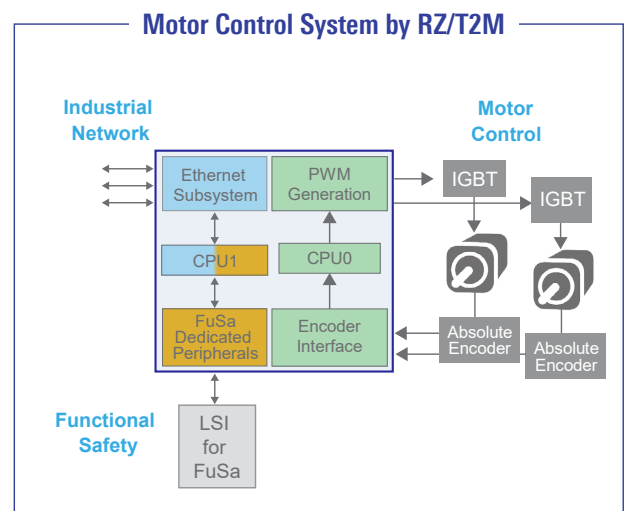 Motor Control System by RZ/T2M
Industrial
Network
Motor
Control
Ethernet
Subsystem
PWM
Generation
IGBT
IGBT
CPU1
CPU0
FuSa
Dedicated
Peripherals
Encoder
Interface
Absolute
Encoder
Absolute
Encoder
Functional
Safety
LSI
for
FuSa